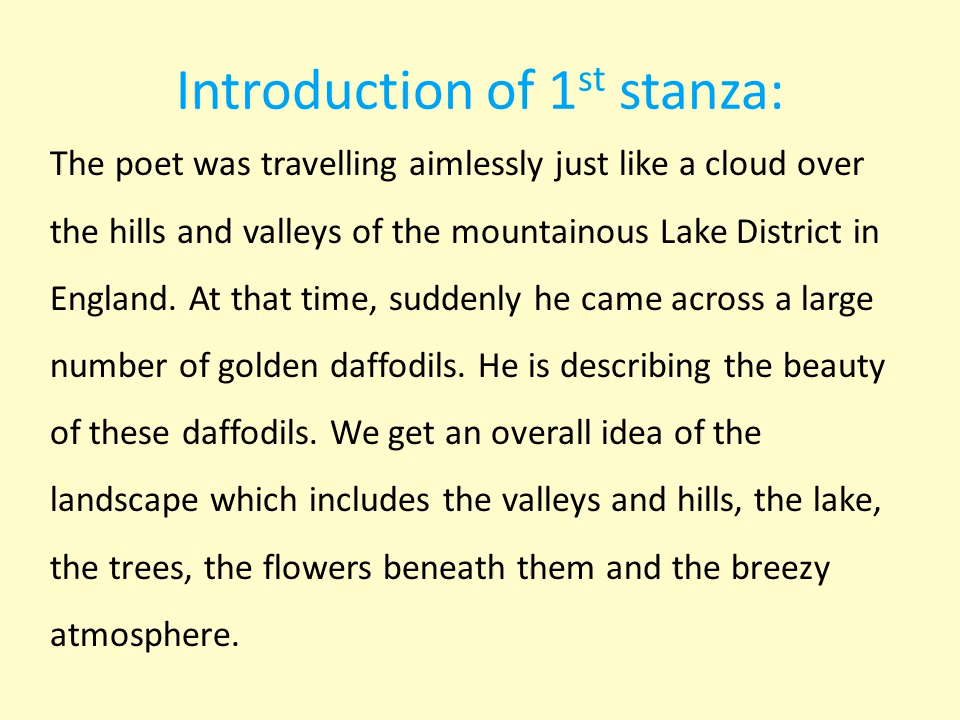 Introduction of 1st stanza:
The poet was travelling aimlessly just like a cloud over
the hills and valleys of the mountainous Lake District in
England. At that time, suddenly he came across a large
number of golden daffodils. He is describing the beauty
of these daffodils. We get an overall idea of the
landscape which includes the valleys and hills, the lake,
the trees, the flowers beneath them and the breezy
atmosphere.